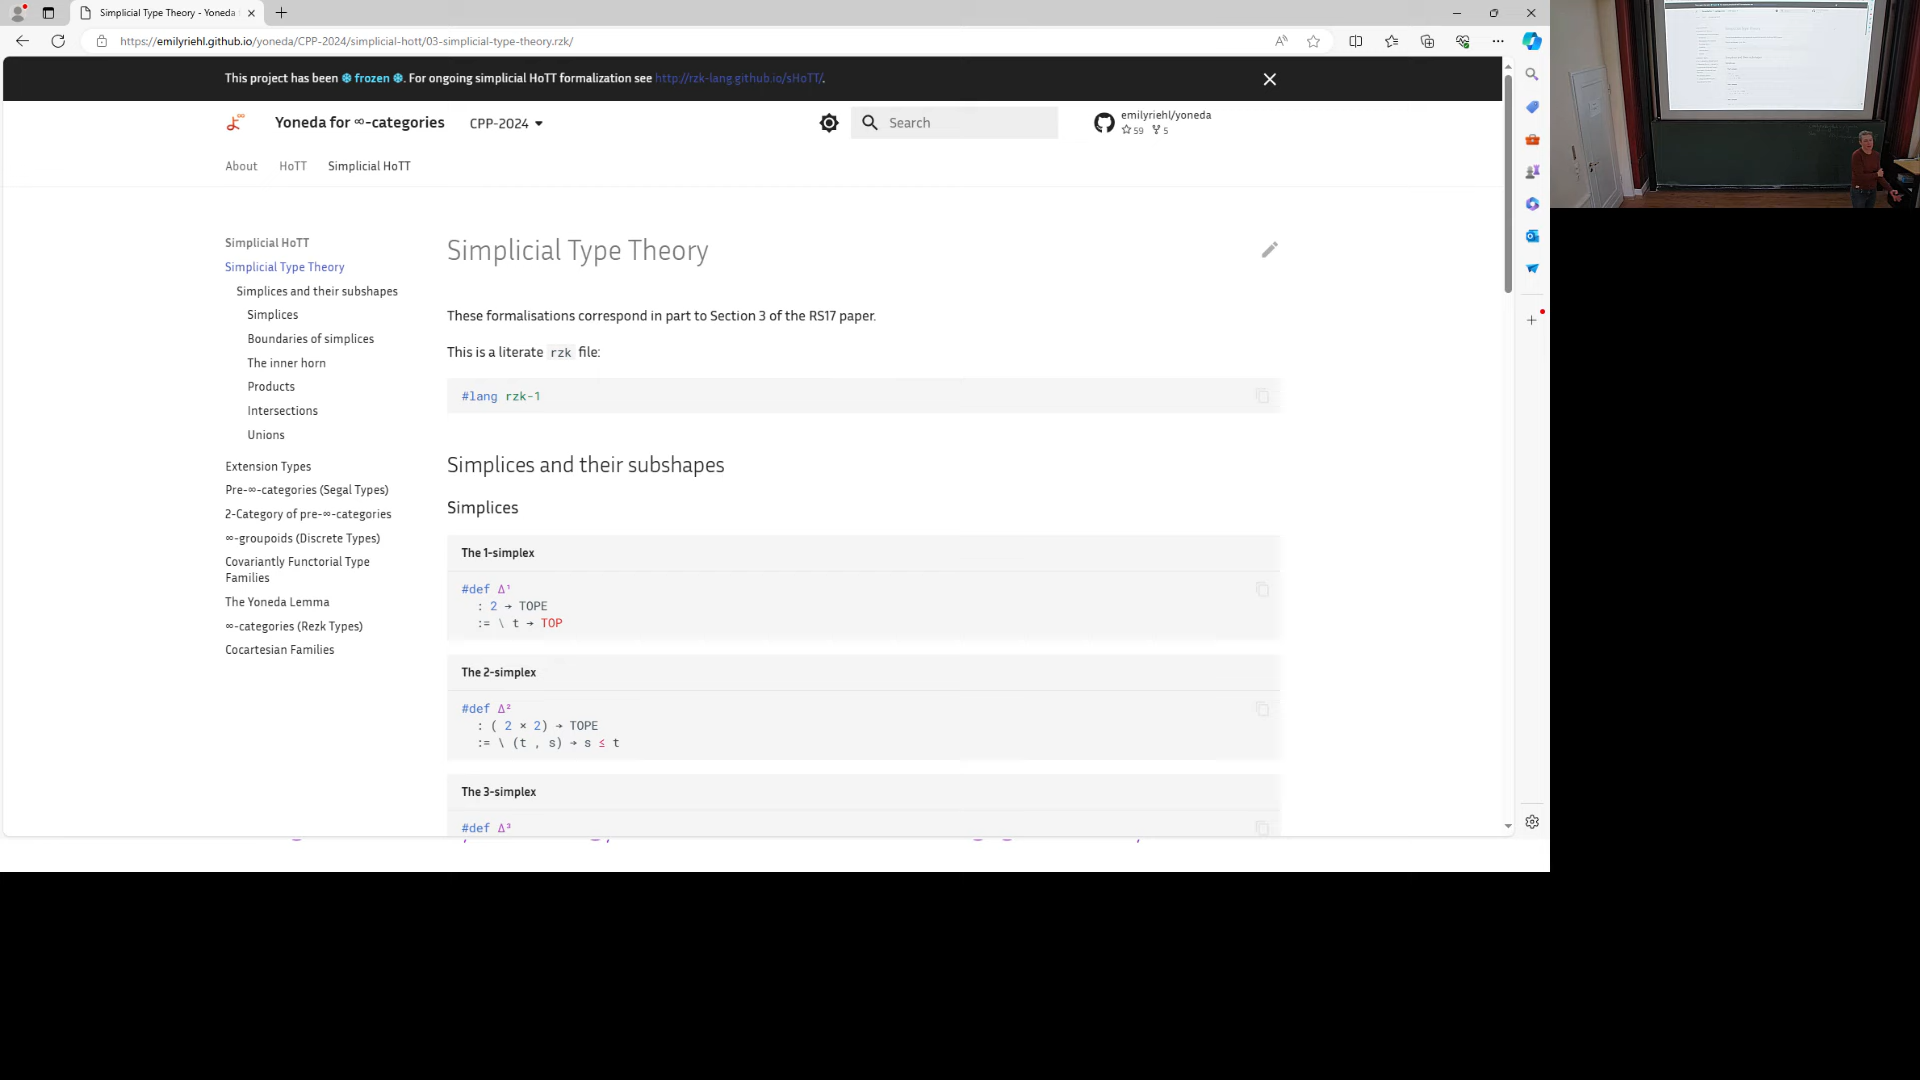 Simplicial Type Theory - Yoneda
https://emilyriehl.github.io/yoneda/CPP-2024/simplicial-hott/03-simplicial-type-theory.rzk/
This project has been ❄ frozen ❄. For ongoing simplicial HoTT formalization see http://rzk-lang.github.io/sHoTT/.
Yoneda for ∞-categories
CPP-2024
Search
emilyriehl/yoneda
59 5
About HoTT Simplicial HoTT
Simplicial HoTT
Simplicial Type Theory
Simplices and their subshapes
Simplices
Boundaries of simplices
The inner horn
Products
Intersections
Unions
Extension Types
Pre-∞-categories (Segal Types)
2-Category of pre-∞-categories
∞-groupoids (Discrete Types)
Covariantly Functorial Type
Families
The Yoneda Lemma
∞-categories (Rezk Types)
Cocartesian Families
Simplicial Type Theory
These formalisations correspond in part to Section 3 of the RS17 paper.
This is a literate rzk file:
#lang rzk-1
Simplices and their subshapes
Simplices
The 1-simplex
#def Δ¹
: 2 → TOPE
:= \ t → TOP
The 2-simplex
#def Δ²
: ( 2 × 2) → TOPE
:= \ (t , s) → s ≤ t
The 3-simplex
#def Δ³